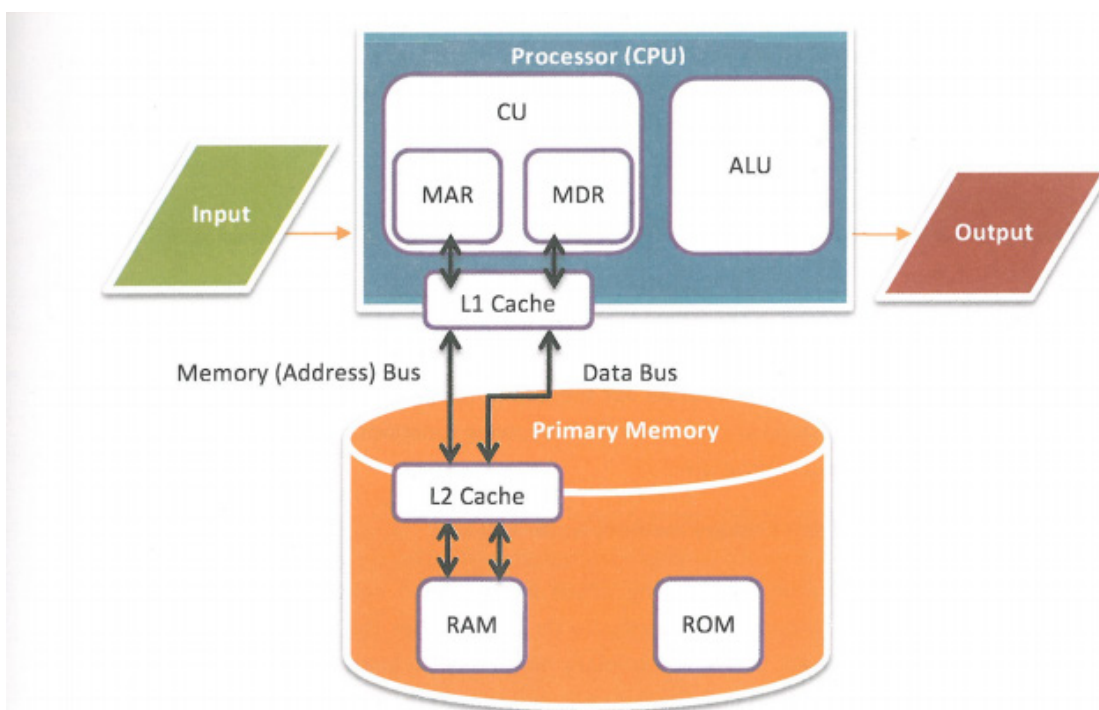 Processor (CPU)
CU
MAR
MDR
ALU
Input
Output
L1 Cache
Memory (Address) Bus
Data Bus
Primary Memory
L2 Cache
RAM
ROM